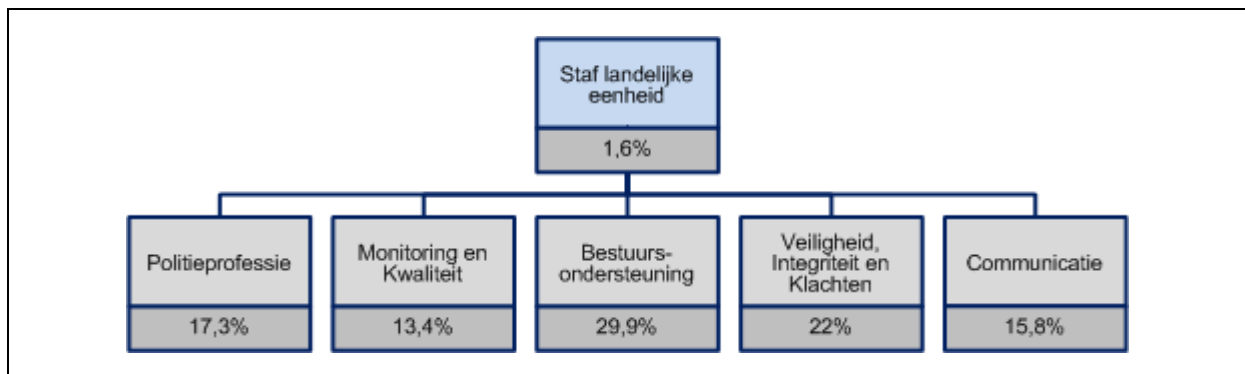 Staf landelijke
eenheid
1,6%
Politieprofessie
17,3%
Monitoring en
Kwaliteit
13,4%
Bestuurs-
ondersteuning
29,9%
Veiligheid,
Integriteit en
Klachten
22%
Communicatie
15,8%